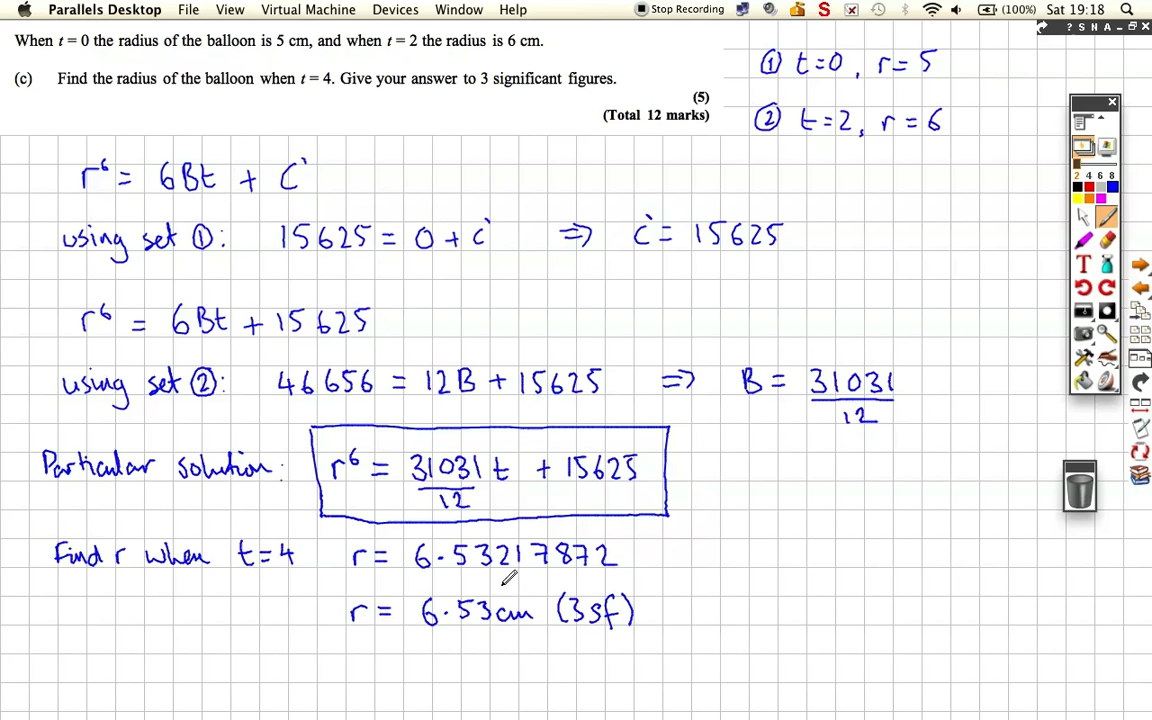 Parallels Desktop File View Virtual Machine Devices Window Help Stop Recording S (100%) Sat 19:18
? S N A
When t = 0 the radius of the balloon is 5 cm, and when t = 2 the radius is 6 cm.
(c) Find the radius of the balloon when t = 4. Give your answer to 3 significant figures.
(5)
(Total 12 marks)
① t=0, r=5
② t=2, r=6
2 4 6 8
T
r⁶ = 6Bt + C'
using set ①: 15625 = 0 + C' ⇒ C' = 15625
r⁶ = 6Bt + 15625
using set ②: 46656 = 12B + 15625 ⇒ B = 31031/12
Particular solution: r⁶ = 31031/12 t + 15625
Find r when t=4 r = 6.53217872
r = 6.53cm (3sf)